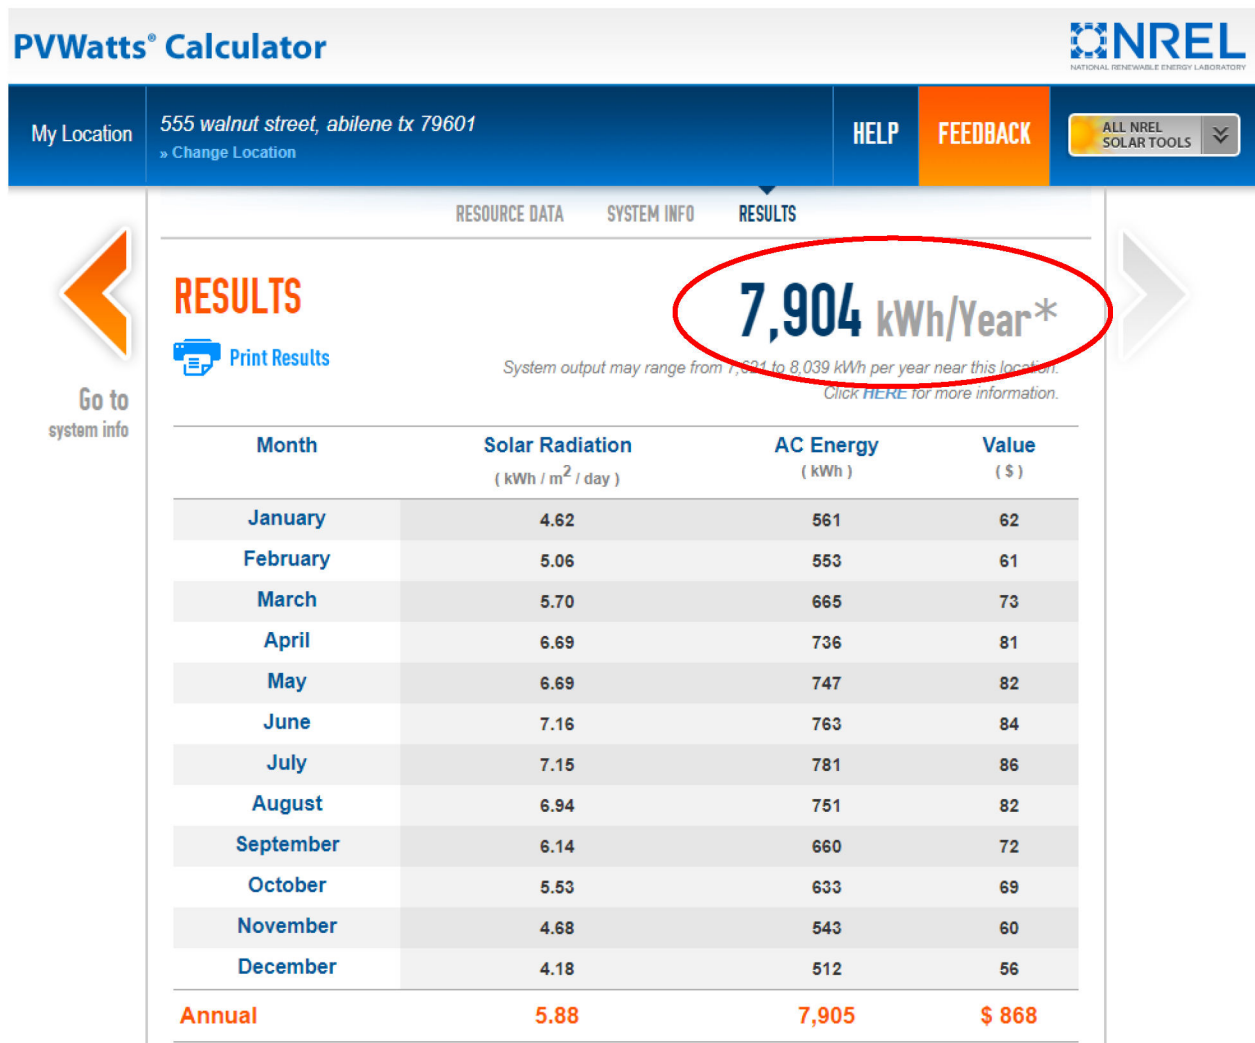 PVWatts® Calculator
NREL
NATIONAL RENEWABLE ENERGY LABORATORY
My Location
555 walnut street, abilene tx 79601
» Change Location
HELP
FEEDBACK
ALL NREL
SOLAR TOOLS
RESOURCE DATA SYSTEM INFO RESULTS
RESULTS
7,904 kWh/Year*
Print Results
System output may range from 7,621 to 8,039 kWh per year near this location.
Click HERE for more information.
Go to
system info
Month Solar Radiation AC Energy Value
( kWh / m2 / day ) ( kWh ) ( $ )
January 4.62 561 62
February 5.06 553 61
March 5.70 665 73
April 6.69 736 81
May 6.69 747 82
June 7.16 763 84
July 7.15 781 86
August 6.94 751 82
September 6.14 660 72
October 5.53 633 69
November 4.68 543 60
December 4.18 512 56
Annual 5.88 7,905 $ 868